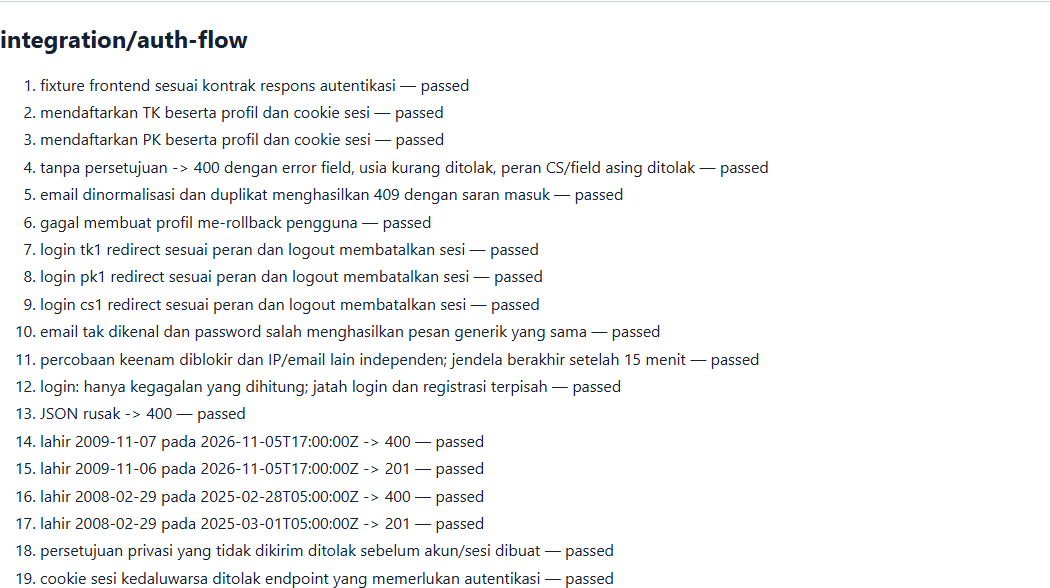 integration/auth-flow
1. fixture frontend sesuai kontrak respons autentikasi — passed
2. mendaftarkan TK beserta profil dan cookie sesi — passed
3. mendaftarkan PK beserta profil dan cookie sesi — passed
4. tanpa persetujuan -> 400 dengan error field, usia kurang ditolak, peran CS/field asing ditolak — passed
5. email dinormalisasi dan duplikat menghasilkan 409 dengan saran masuk — passed
6. gagal membuat profil me-rollback pengguna — passed
7. login tk1 redirect sesuai peran dan logout membatalkan sesi — passed
8. login pk1 redirect sesuai peran dan logout membatalkan sesi — passed
9. login cs1 redirect sesuai peran dan logout membatalkan sesi — passed
10. email tak dikenal dan password salah menghasilkan pesan generik yang sama — passed
11. percobaan keenam diblokir dan IP/email lain independen; jendela berakhir setelah 15 menit — passed
12. login: hanya kegagalan yang dihitung; jatah login dan registrasi terpisah — passed
13. JSON rusak -> 400 — passed
14. lahir 2009-11-07 pada 2026-11-05T17:00:00Z -> 400 — passed
15. lahir 2009-11-06 pada 2026-11-05T17:00:00Z -> 201 — passed
16. lahir 2008-02-29 pada 2025-02-28T05:00:00Z -> 400 — passed
17. lahir 2008-02-29 pada 2025-03-01T05:00:00Z -> 201 — passed
18. persetujuan privasi yang tidak dikirim ditolak sebelum akun/sesi dibuat — passed
19. cookie sesi kedaluwarsa ditolak endpoint yang memerlukan autentikasi — passed